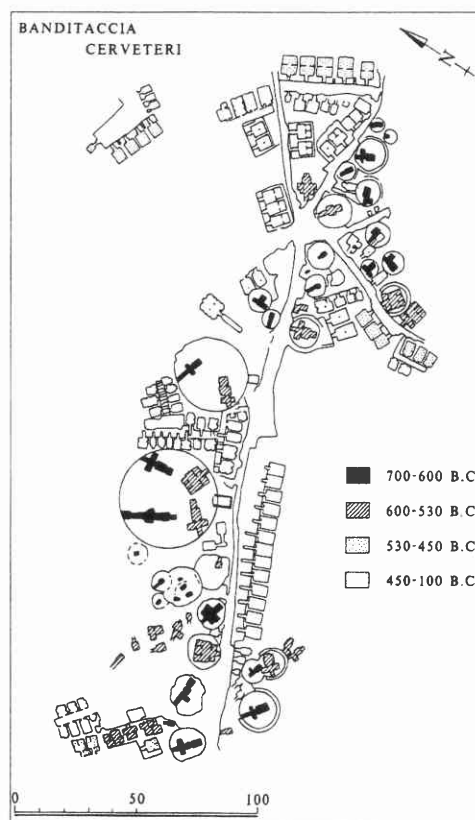 BANDITACCIA
CERVETERI
N
700-600 B.C
600-530 B.C
530-450 B.C
450-100 B.C
0 50 100